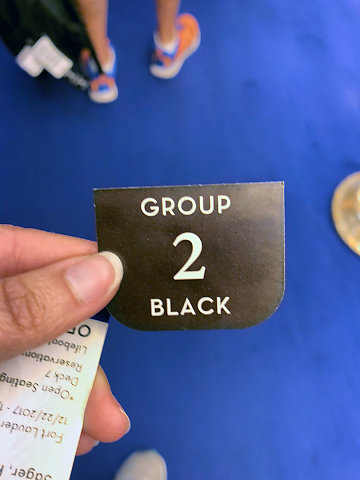 GROUP
2
BLACK
Lifeboat
Reservation
Deck 7
*Open Seating
12/22/2017 -
Fort Lauder